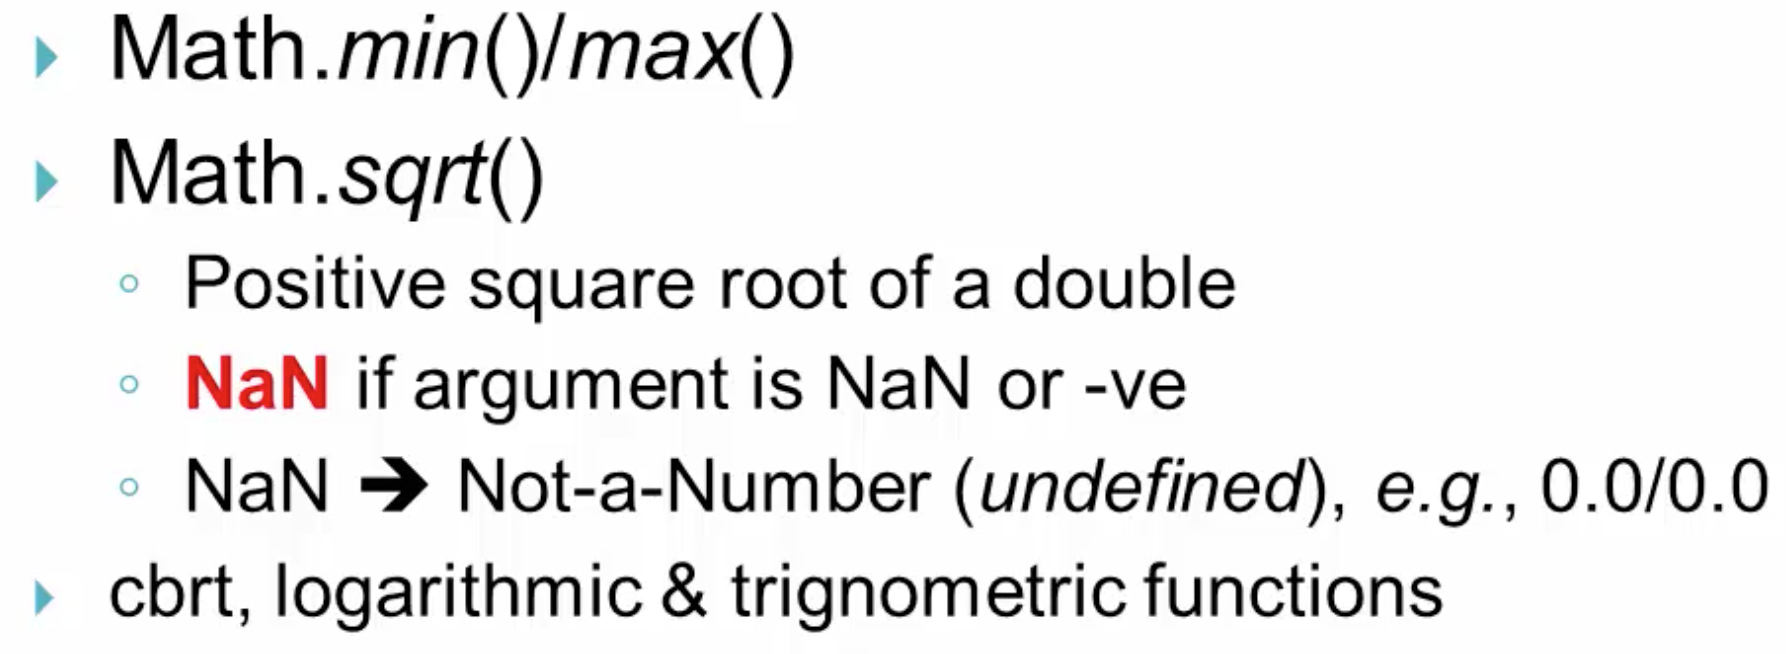 Math.min()/max()
Math.sqrt()
Positive square root of a double
NaN if argument is NaN or -ve
NaN ➔ Not-a-Number (undefined), e.g., 0.0/0.0
cbrt, logarithmic & trignometric functions